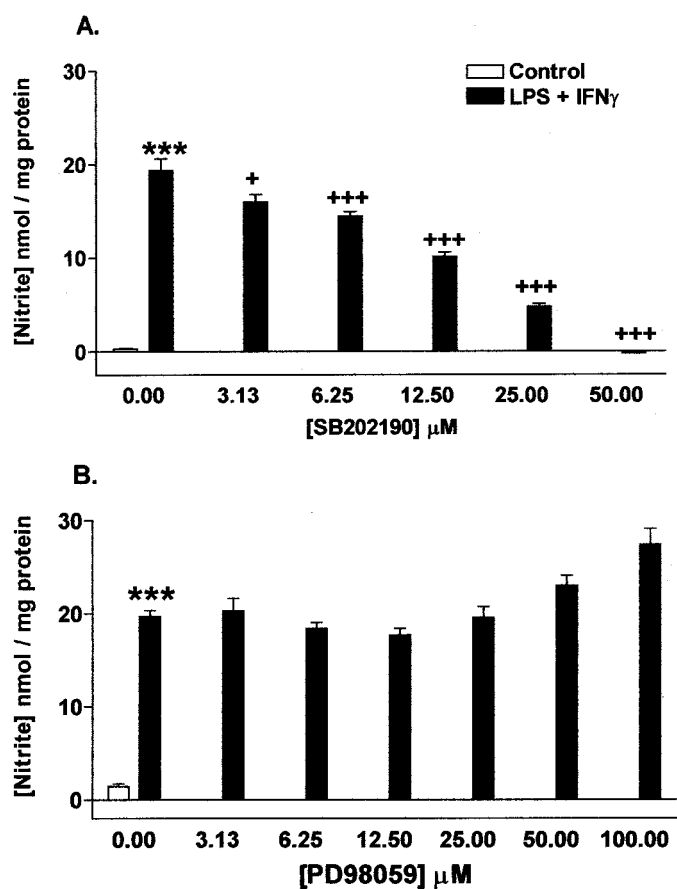 A.
[Nitrite] nmol / mg protein
30
20
10
0
Control
LPS + IFNγ
***
+
+++
+++
+++
+++
0.00 3.13 6.25 12.50 25.00 50.00
[SB202190] μM
B.
[Nitrite] nmol / mg protein
30
20
10
0
***
0.00 3.13 6.25 12.50 25.00 50.00 100.00
[PD98059] μM